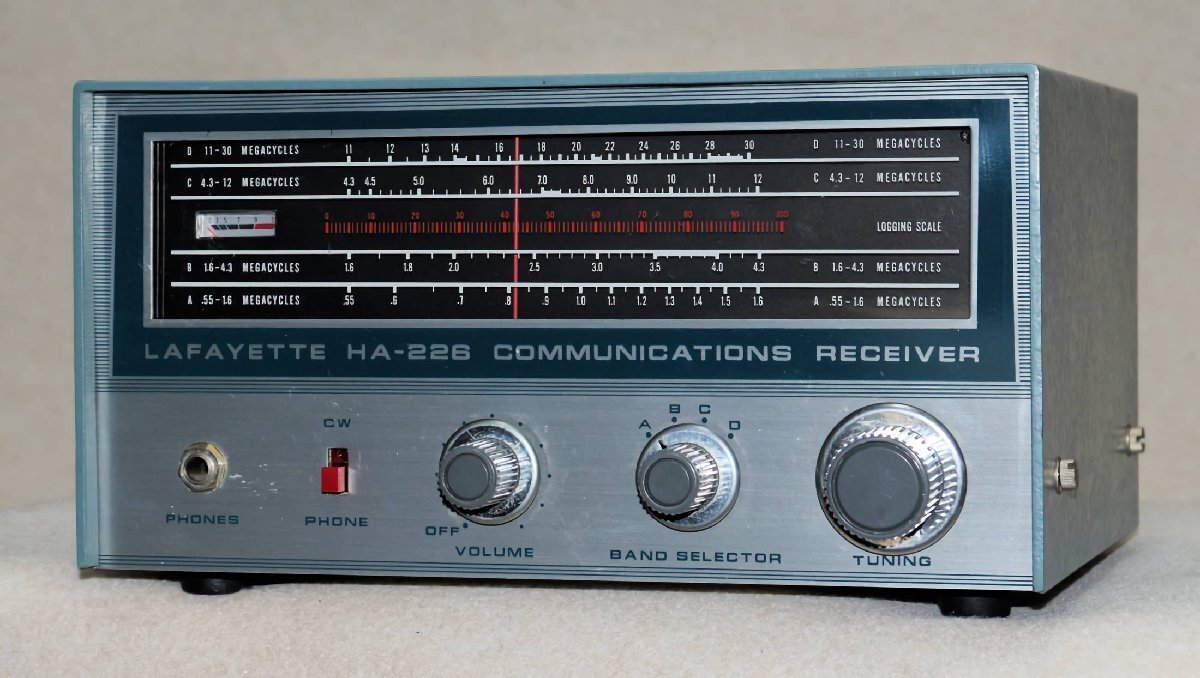 D 11-30 MEGACYCLES 11 12 13 14 16 18 20 22 24 26 28 30 D 11-30 MEGACYCLES
C 4.3-12 MEGACYCLES 4.3 4.5 5.0 6.0 7.0 8.0 9.0 10 11 12 C 4.3-12 MEGACYCLES
5 7 9 0 10 20 30 40 50 60 70 80 90 100 LOGGING SCALE
B 1.6-4.3 MEGACYCLES 1.6 1.8 2.0 2.5 3.0 3.5 4.0 4.3 B 1.6-4.3 MEGACYCLES
A .55-1.6 MEGACYCLES .55 .6 .7 .8 .9 1.0 1.1 1.2 1.3 1.4 1.5 1.6 A .55-1.6 MEGACYCLES
LAFAYETTE HA-226 COMMUNICATIONS RECEIVER
CW A B C D
PHONES PHONE OFF
VOLUME BAND SELECTOR TUNING